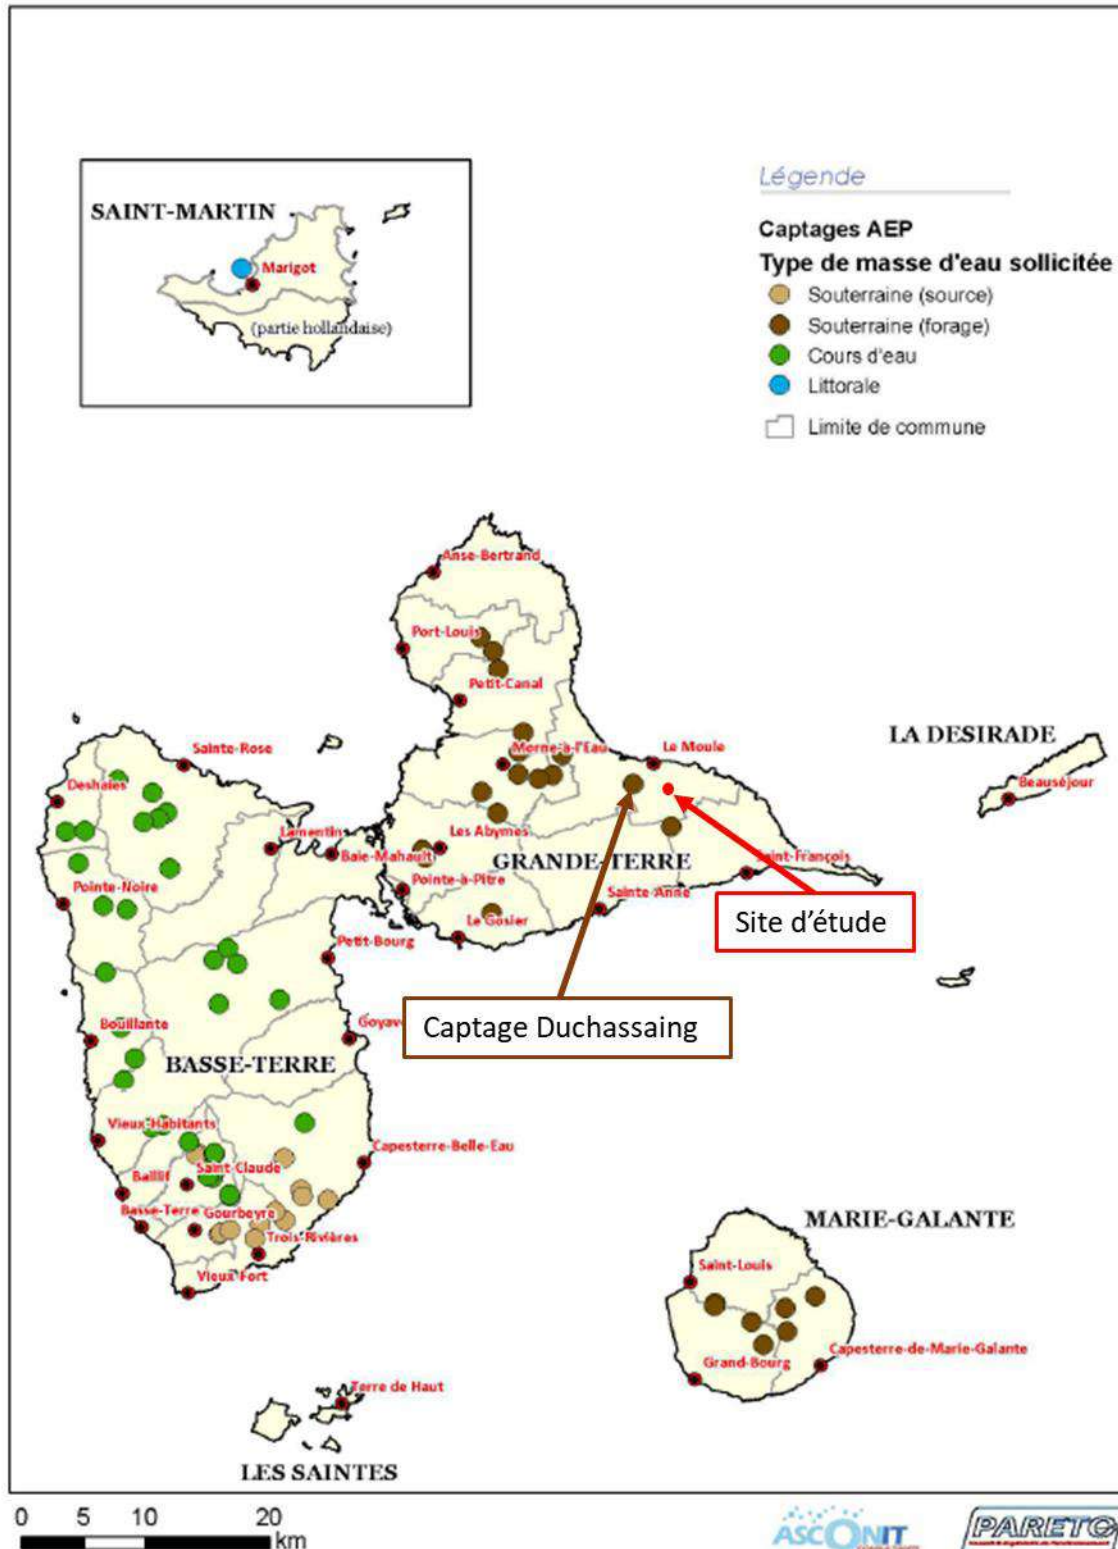 SAINT-MARTIN
Marigot
(partie hollandaise)
Légende
Captages AEP
Type de masse d'eau sollicitée
Souterraine (source)
Souterraine (forage)
Cours d'eau
Littorale
Limite de commune
Anse-Bertrand
Port-Louis
Petit-Canal
Sainte-Rose
Morne-à-l'Eau
Le Moule
LA DESIRADE
Beauséjour
Deshaies
Lamentin
Baie-Mahault
Les Abymes
GRANDE-TERRE
Saint-François
Pointe-Noire
Pointe-à-Pitre
Sainte-Anne
Le Gosier
Site d'étude
Petit-Bourg
Captage Duchassaing
Bouillante
Goyave
BASSE-TERRE
Vieux-Habitants
Capesterre-Belle-Eau
Saint-Claude
Baillif
Basse-Terre
Gourbeyre
Trois-Rivières
MARIE-GALANTE
Vieux-Fort
Saint-Louis
Grand-Bourg
Capesterre-de-Marie-Galante
Terre de Haut
LES SAINTES
0 5 10 20
km
ASCONIT
PARETO